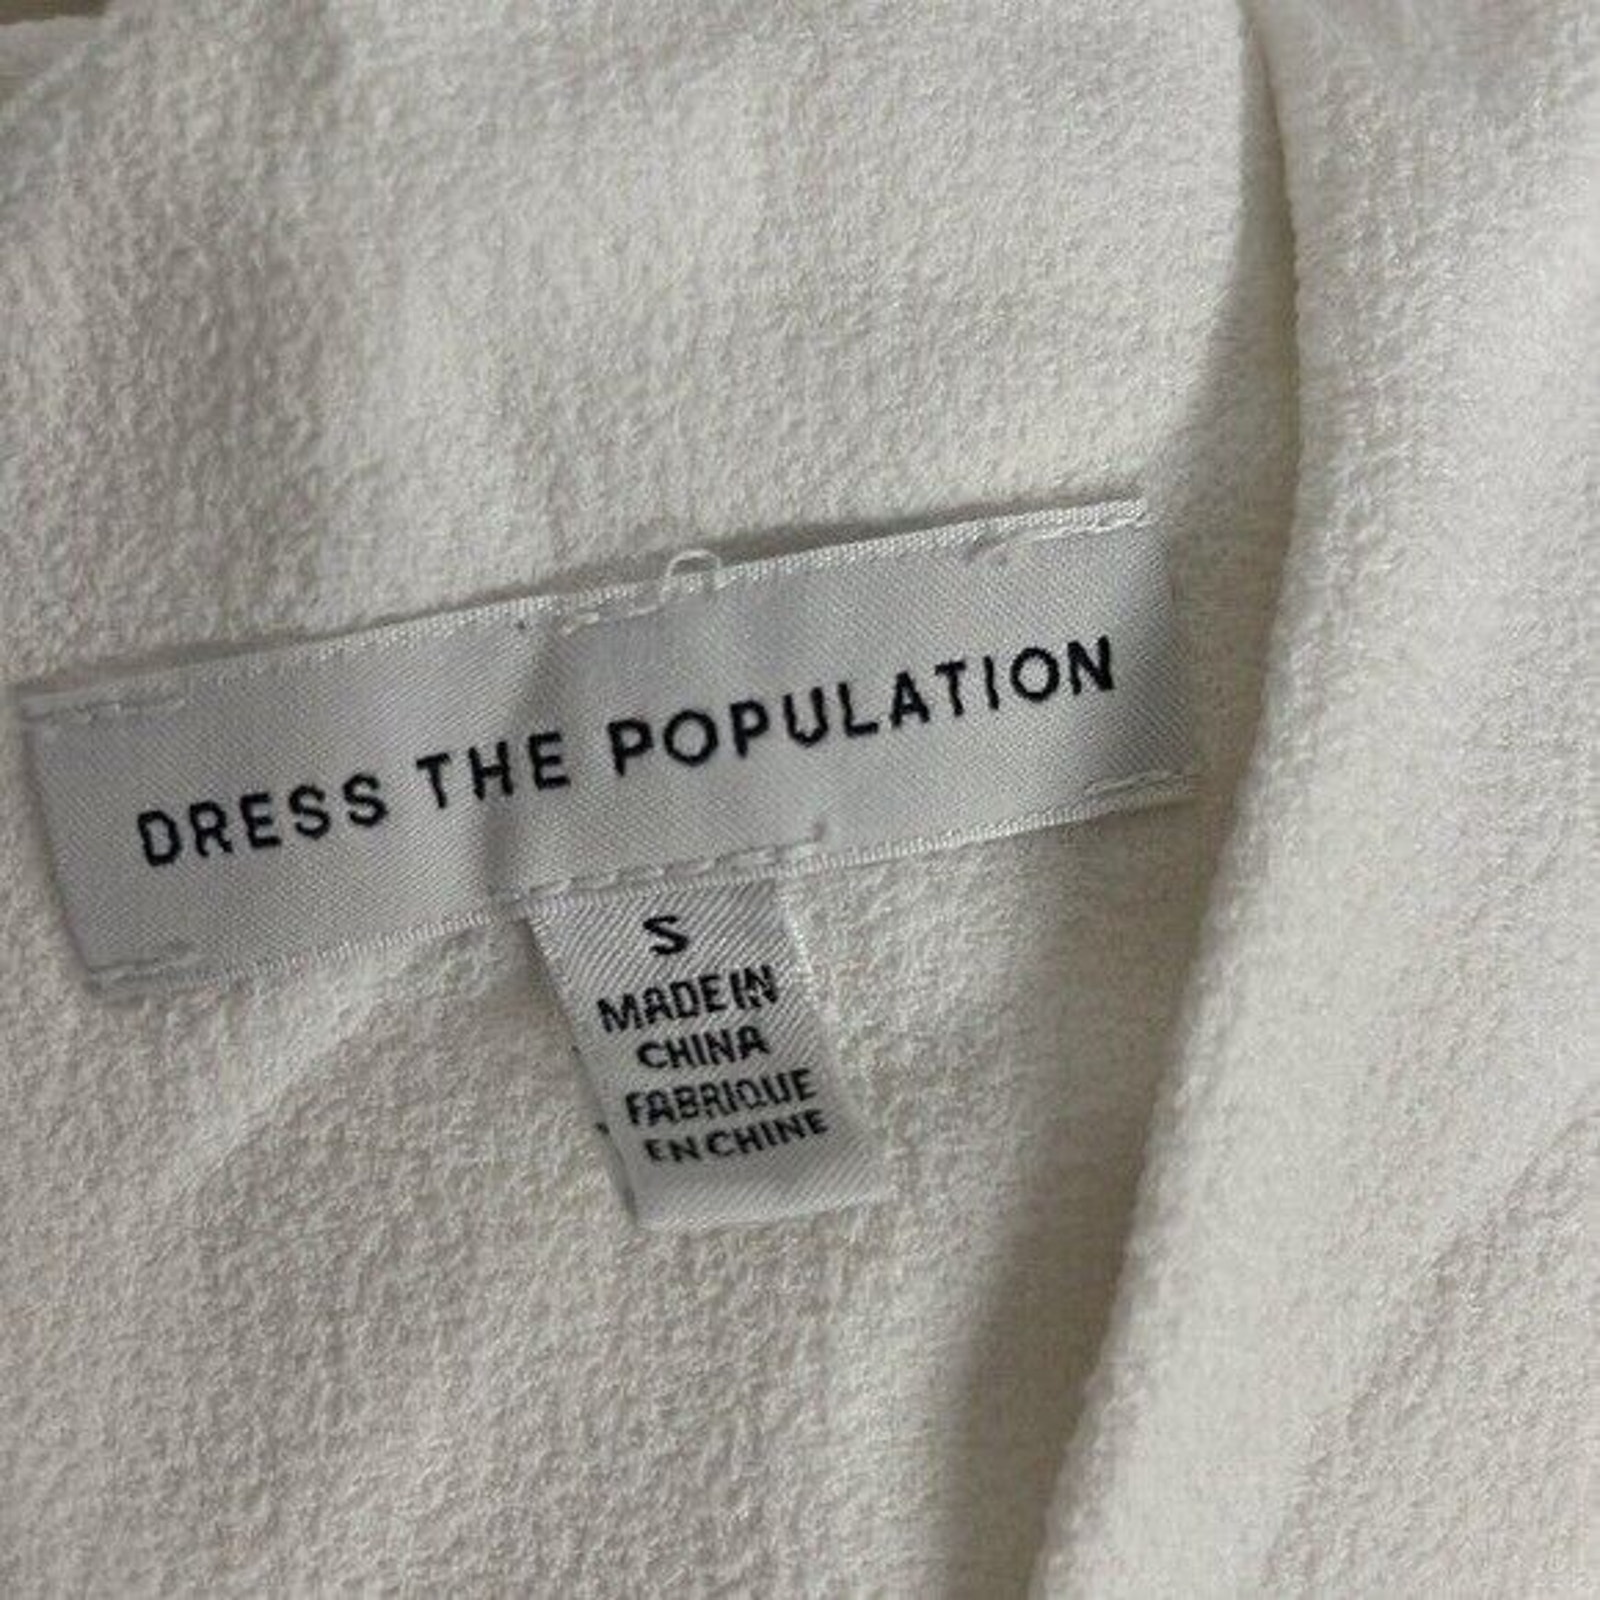 DRESS THE POPULATION
S
MADE IN
CHINA
FABRIQUE
EN CHINE